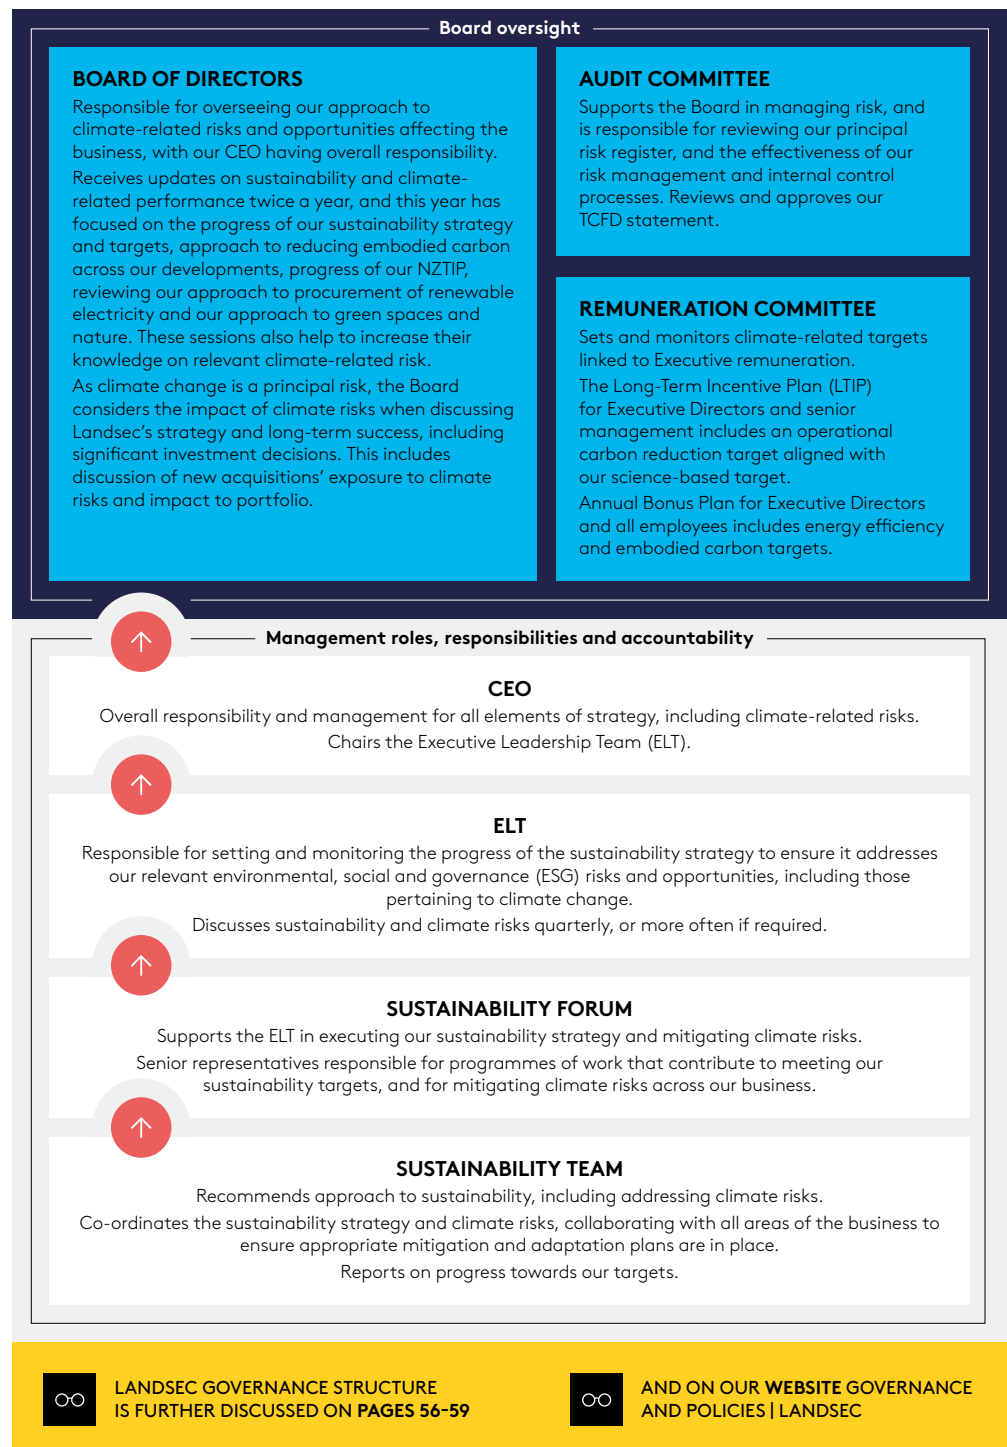 Board oversight
BOARD OF DIRECTORS
Responsible for overseeing our approach to
climate-related risks and opportunities affecting the
business, with our CEO having overall responsibility.
Receives updates on sustainability and climate-
related performance twice a year, and this year has
focused on the progress of our sustainability strategy
and targets, approach to reducing embodied carbon
across our developments, progress of our NZTIP,
reviewing our approach to procurement of renewable
electricity and our approach to green spaces and
nature. These sessions also help to increase their
knowledge on relevant climate-related risk.
As climate change is a principal risk, the Board
considers the impact of climate risks when discussing
Landsec's strategy and long-term success, including
significant investment decisions. This includes
discussion of new acquisitions' exposure to climate
risks and impact to portfolio.
AUDIT COMMITTEE
Supports the Board in managing risk, and
is responsible for reviewing our principal
risk register, and the effectiveness of our
risk management and internal control
processes. Reviews and approves our
TCFD statement.
REMUNERATION COMMITTEE
Sets and monitors climate-related targets
linked to Executive remuneration.
The Long-Term Incentive Plan (LTIP)
for Executive Directors and senior
management includes an operational
carbon reduction target aligned with
our science-based target.
Annual Bonus Plan for Executive Directors
and all employees includes energy efficiency
and embodied carbon targets.
Management roles, responsibilities and accountability
CEO
Overall responsibility and management for all elements of strategy, including climate-related risks.
Chairs the Executive Leadership Team (ELT).
ELT
Responsible for setting and monitoring the progress of the sustainability strategy to ensure it addresses
our relevant environmental, social and governance (ESG) risks and opportunities, including those
pertaining to climate change.
Discusses sustainability and climate risks quarterly, or more often if required.
SUSTAINABILITY FORUM
Supports the ELT in executing our sustainability strategy and mitigating climate risks.
Senior representatives responsible for programmes of work that contribute to meeting our
sustainability targets, and for mitigating climate risks across our business.
SUSTAINABILITY TEAM
Recommends approach to sustainability, including addressing climate risks.
Co-ordinates the sustainability strategy and climate risks, collaborating with all areas of the business to
ensure appropriate mitigation and adaptation plans are in place.
Reports on progress towards our targets.
LANDSEC GOVERNANCE STRUCTURE
IS FURTHER DISCUSSED ON PAGES 56-59
AND ON OUR WEBSITE GOVERNANCE
AND POLICIES | LANDSEC